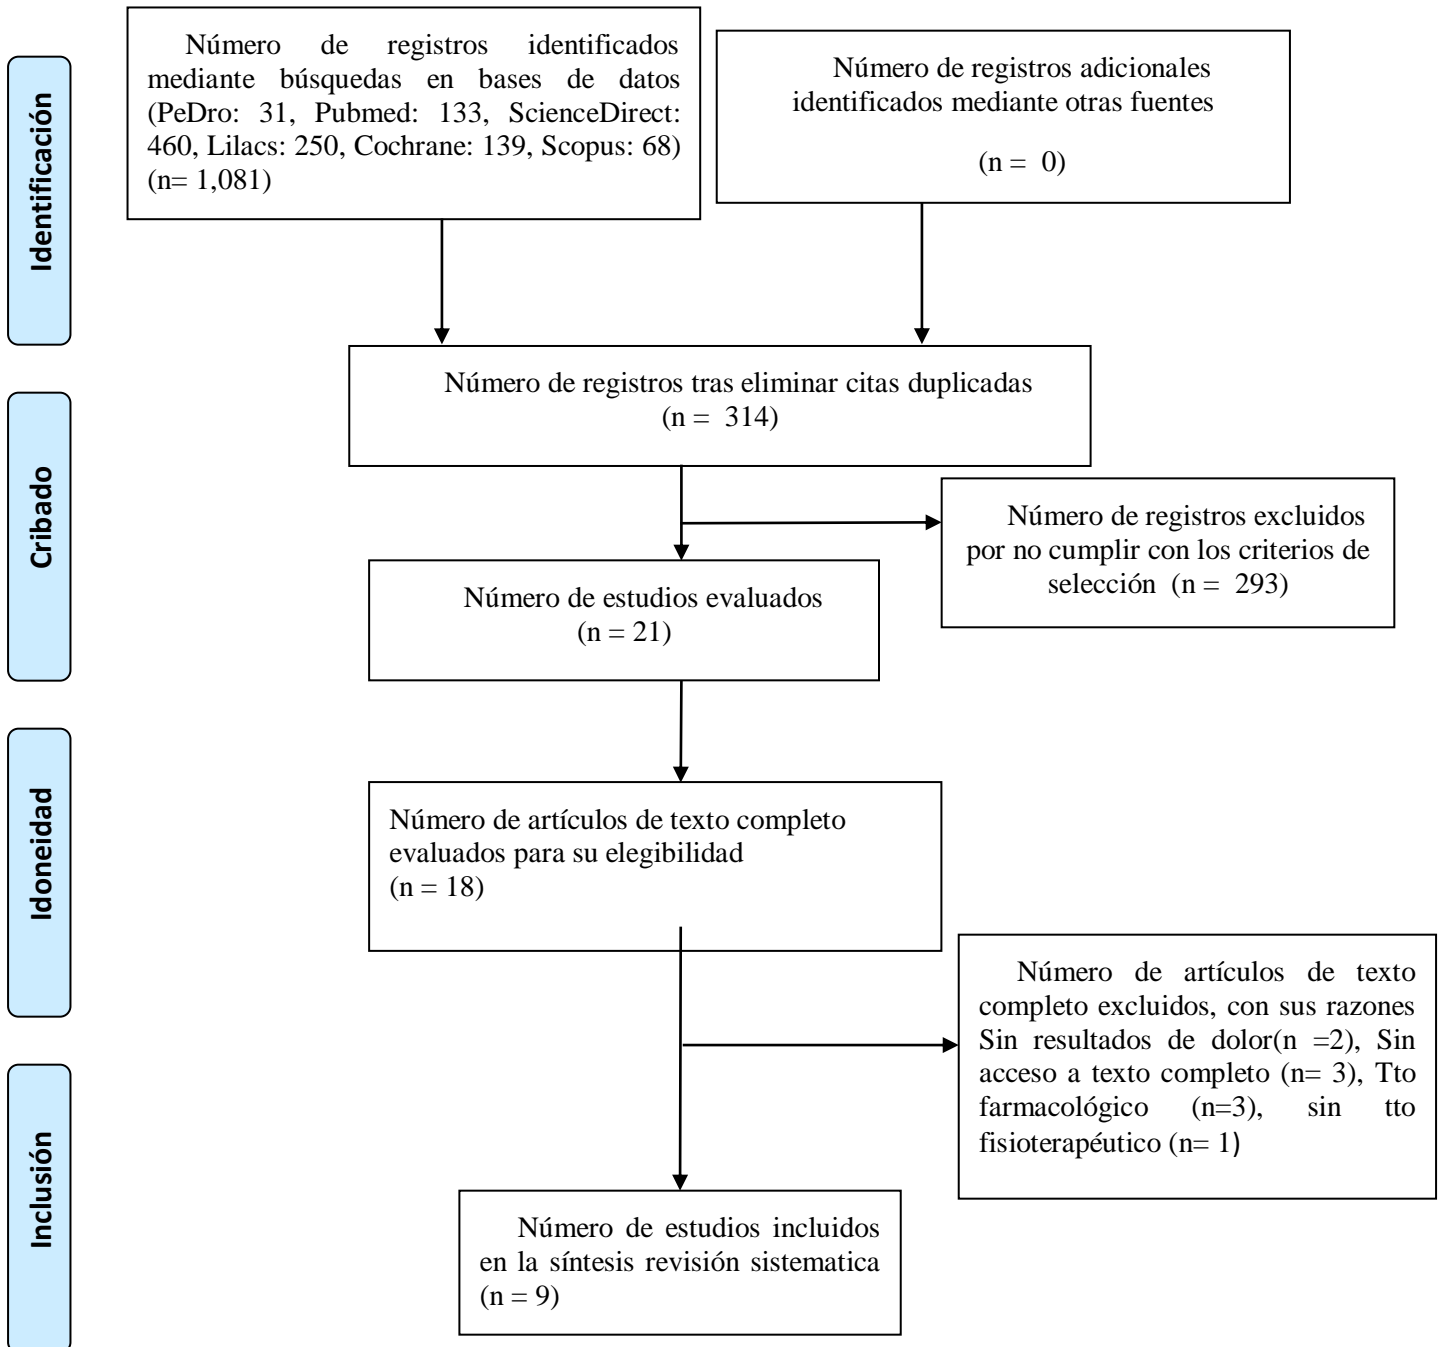 Identificación
Número de registros identificados
mediante búsquedas en bases de datos
(PeDro: 31, Pubmed: 133, ScienceDirect:
460, Lilacs: 250, Cochrane: 139, Scopus: 68)
(n= 1,081)
Número de registros adicionales
identificados mediante otras fuentes
(n = 0)
Número de registros tras eliminar citas duplicadas
(n = 314)
Cribado
Número de registros excluidos
por no cumplir con los criterios de
selección (n = 293)
Número de estudios evaluados
(n = 21)
Idoneidad
Número de artículos de texto completo
evaluados para su elegibilidad
(n = 18)
Número de artículos de texto
completo excluidos, con sus razones
Sin resultados de dolor(n =2), Sin
acceso a texto completo (n= 3), Tto
farmacológico (n=3), sin tto
fisioterapéutico (n= 1)
Inclusión
Número de estudios incluidos
en la síntesis revisión sistematica
(n = 9)